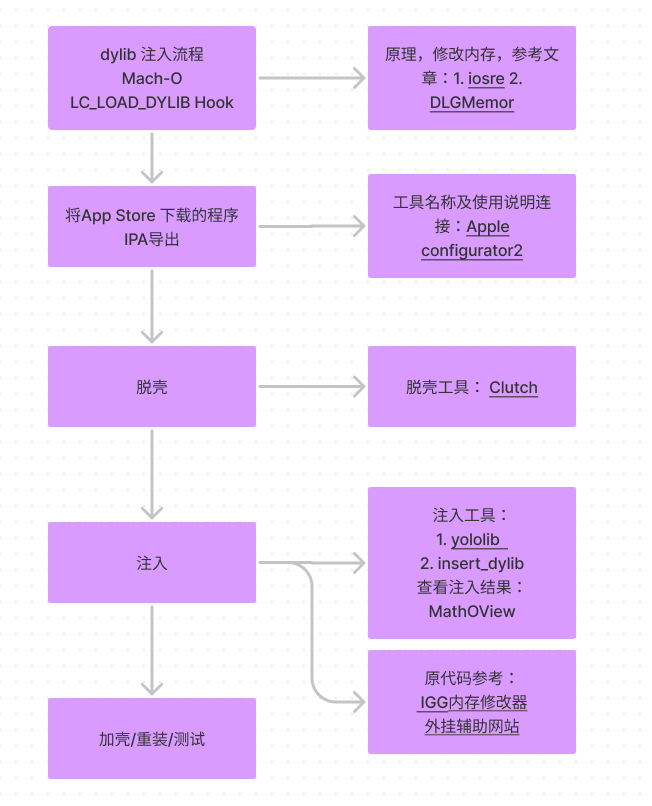 dylib 注入流程
Mach-O
LC_LOAD_DYLIB Hook
原理，修改内存，参考文
章：1. iosre 2.
DLGMemor
将App Store 下载的程序
IPA导出
工具名称及使用说明连
接：Apple
configurator2
脱壳
脱壳工具： Clutch
注入
注入工具：
1. yololib
2. insert_dylib
查看注入结果：
MathOView
原代码参考：
IGG内存修改器
外挂辅助网站
加壳/重装/测试